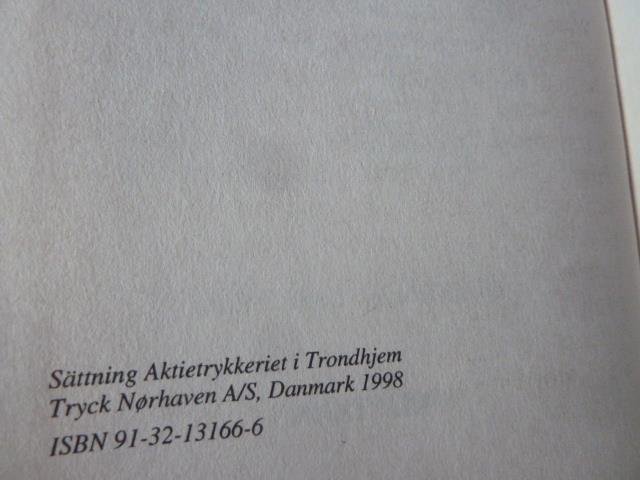 Sättning Aktietrykkeriet i Trondhjem
Tryck Nørhaven A/S, Danmark 1998
ISBN 91-32-13166-6